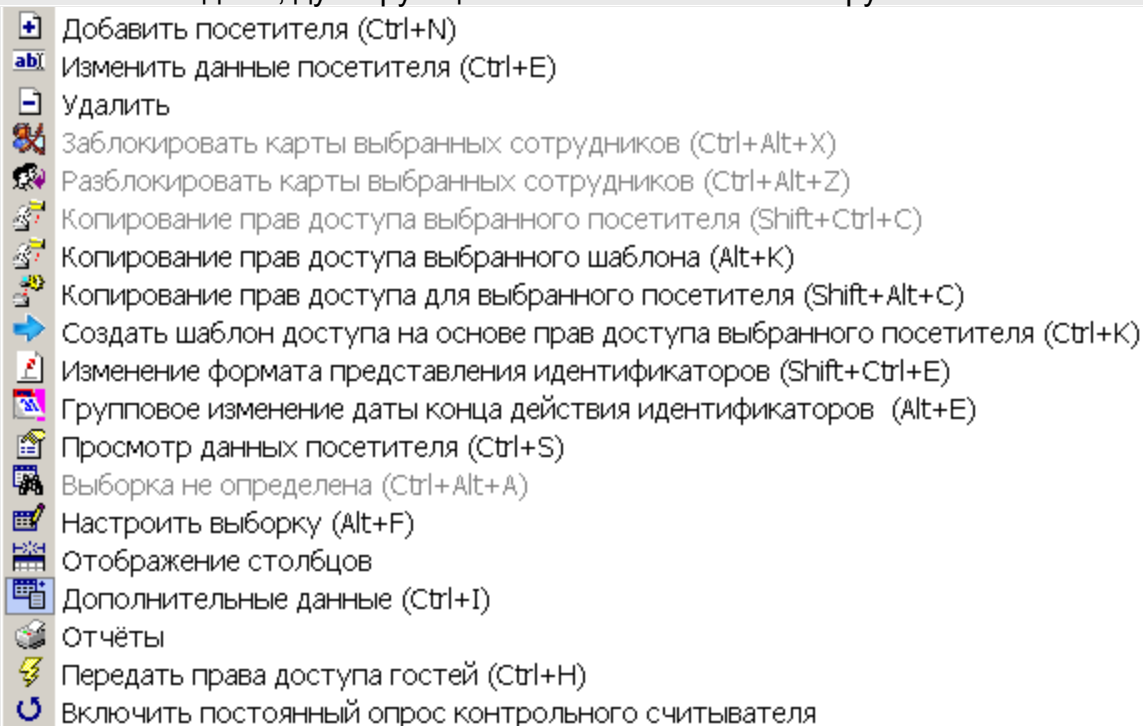 Добавить посетителя (Ctrl+N)
abI Изменить данные посетителя (Ctrl+E)
Удалить
Заблокировать карты выбранных сотрудников (Ctrl+Alt+X)
Разблокировать карты выбранных сотрудников (Ctrl+Alt+Z)
Копирование прав доступа выбранного посетителя (Shift+Ctrl+C)
Копирование прав доступа выбранного шаблона (Alt+K)
Копирование прав доступа для выбранного посетителя (Shift+Alt+C)
Создать шаблон доступа на основе прав доступа выбранного посетителя (Ctrl+K)
Изменение формата представления идентификаторов (Shift+Ctrl+E)
Групповое изменение даты конца действия идентификаторов (Alt+E)
Просмотр данных посетителя (Ctrl+S)
Выборка не определена (Ctrl+Alt+A)
Настроить выборку (Alt+F)
Отображение столбцов
Дополнительные данные (Ctrl+I)
Отчёты
Передать права доступа гостей (Ctrl+H)
Включить постоянный опрос контрольного считывателя